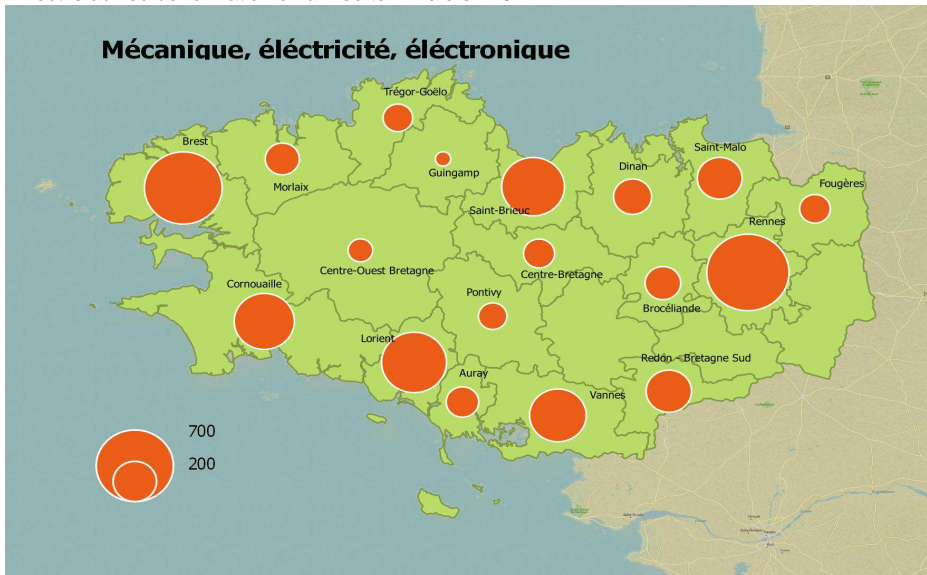 Mécanique, éléctricité, éléctronique
Trégor-Goëlo
Brest
Saint-Malo
Dinan
Guingamp
Fougères
Morlaix
Saint-Brieuc
Rennes
Centre-Ouest Bretagne
Centre-Bretagne
Cornouaille
Pontivy
Brocéliande
Lorient
Redon - Bretagne Sud
Auray
Vannes
700
200